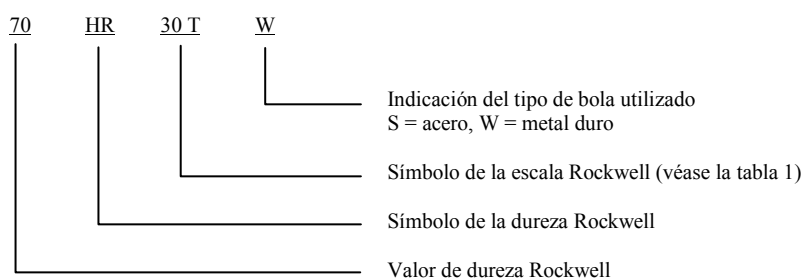 70 HR 30 T W
Indicación del tipo de bola utilizado
S = acero, W = metal duro
Símbolo de la escala Rockwell (véase la tabla 1)
Símbolo de la dureza Rockwell
Valor de dureza Rockwell